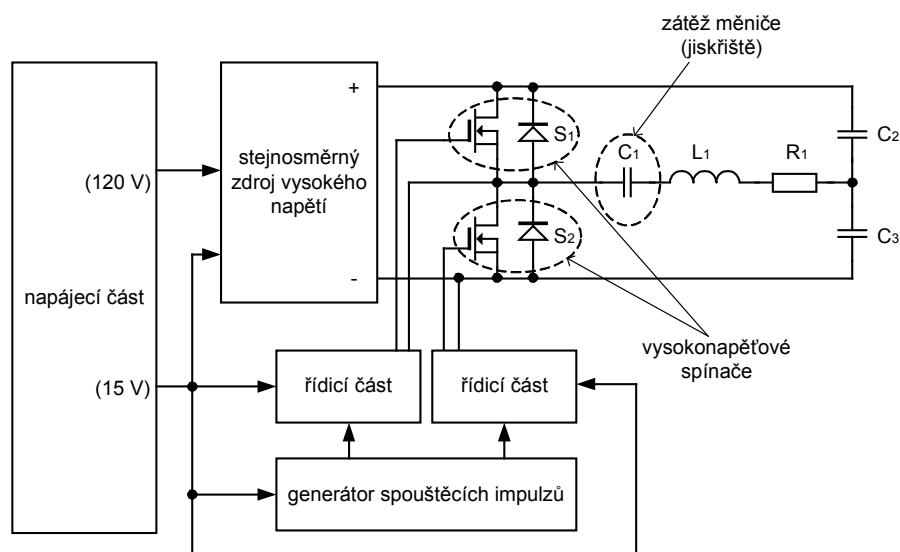 zátěž měniče
(jiskřiště)
+
stejnosměrný
zdroj vysokého
napětí
-
(120 V)
napájecí část
(15 V)
S1
C1
L1
R1
C2
S2
C3
vysokonapěťové
spínače
řídicí část
řídicí část
generátor spouštěcích impulzů